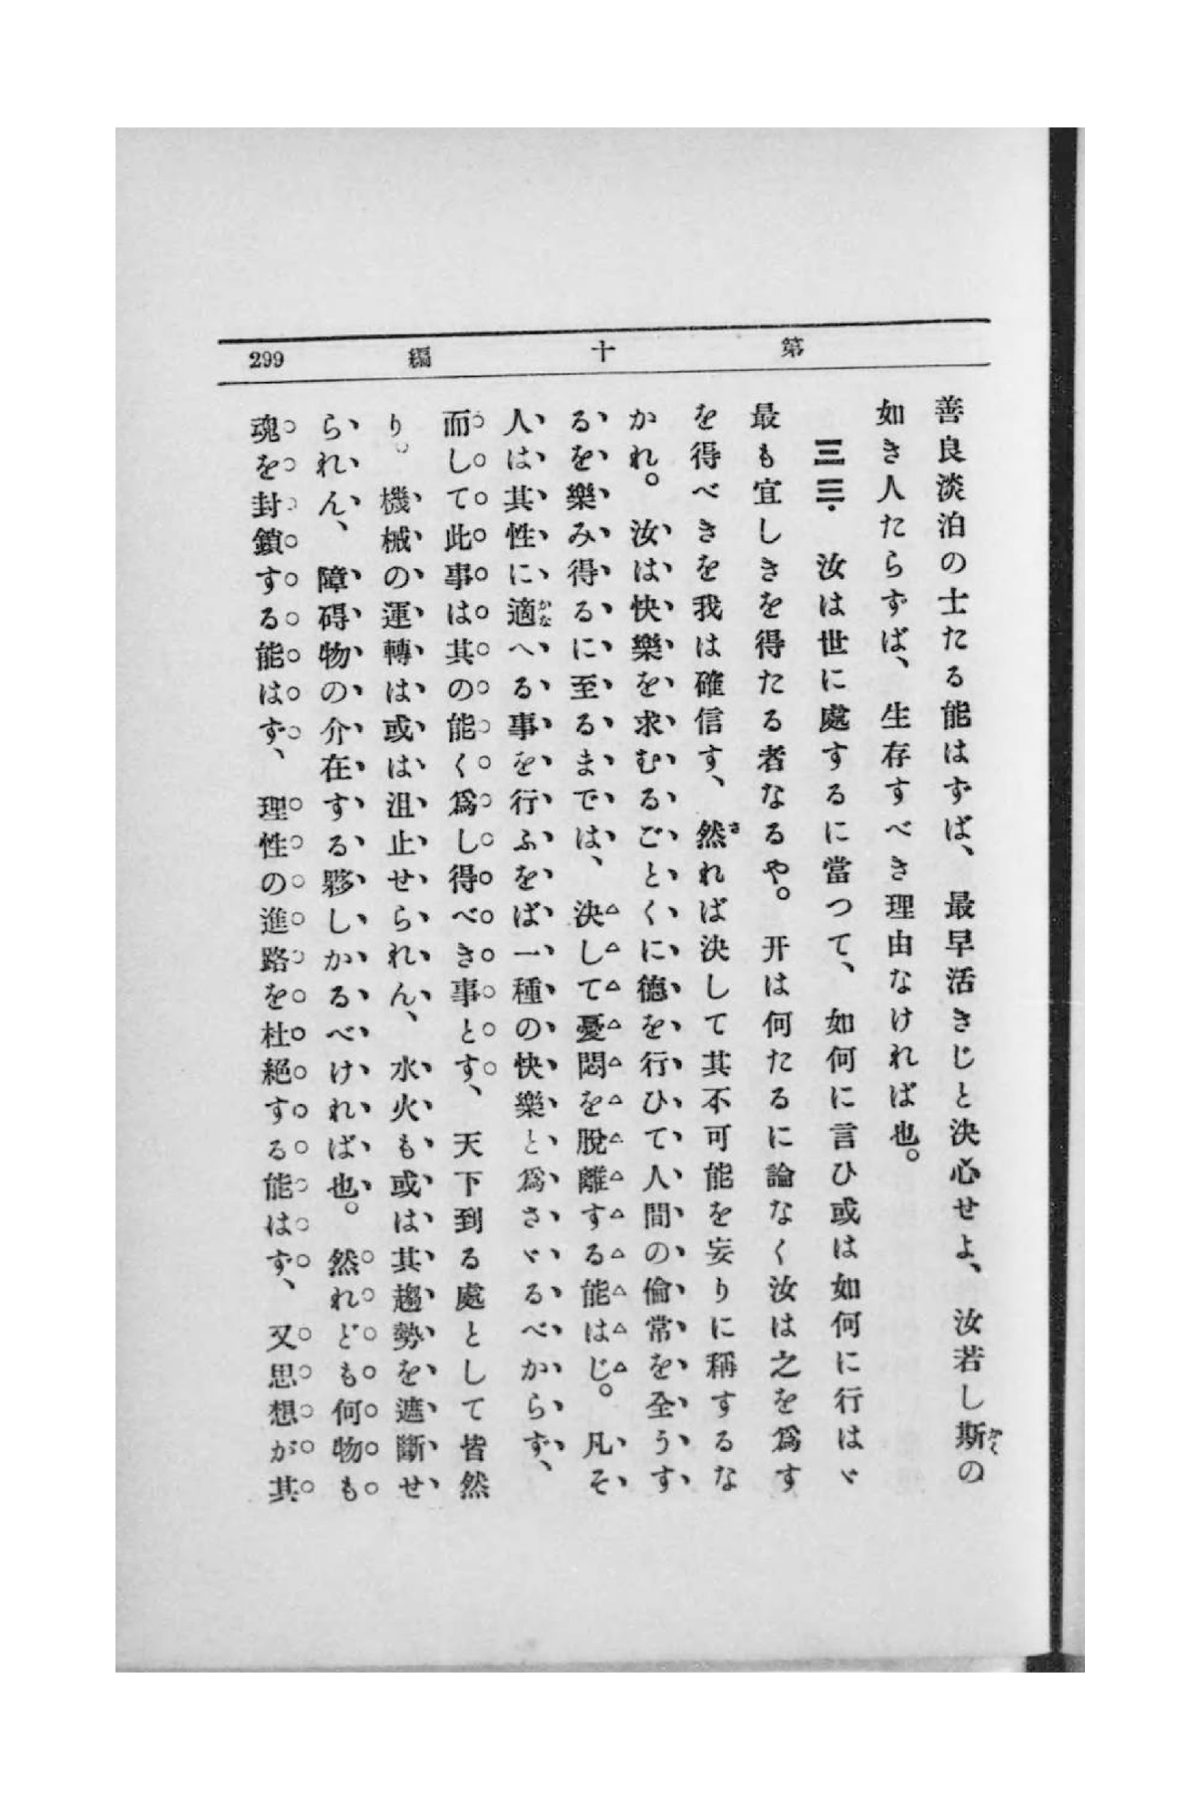 第十編 299
善良淡泊の士たる能はずば、最早活きじと決心せよ、汝若し斯の
如き人たらずば、生存すべき理由なければ也。
三三・汝は世に處するに當つて、如何に言ひ或は如何に行はゞ
最も宜しきを得たる者なるや。开は何たるに論なく汝は之を爲す
を得べきを我は確信す、然れば決して其不可能を妄りに稱するな
かれ。汝は快樂を求むるごとくに德を行ひて人間の倫常を全うす
るを樂み得るに至るまでは、決して憂悶を脫離する能はじ。凡そ
人は其性に適へる事を行ふをば一種の快樂と爲さゞるべからず、
而して此事は其の能く爲し得べき事とす、天下到る處として皆然
り。機械の運轉は或は沮止せられん、水火も或は其趨勢を遮斷せ
られん、障碍物の介在する夥しかるべければ也。然れども何物も
魂を封鎖する能はず、理性の進路を杜絕する能はず、又思想が其